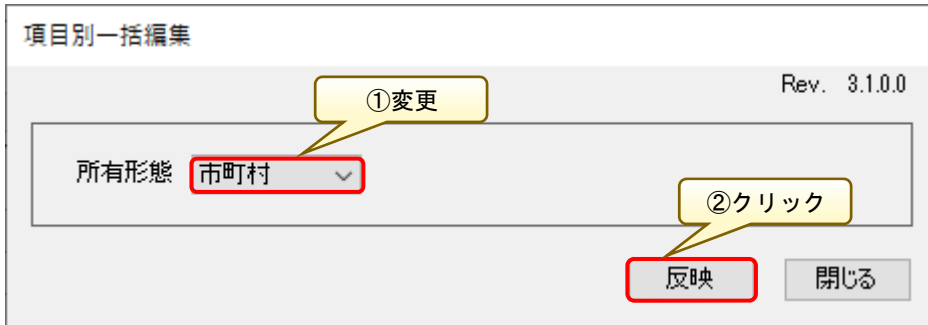 項目別一括編集
Rev. 3.1.0.0
①変更
所有形態 市町村
②クリック
反映 閉じる